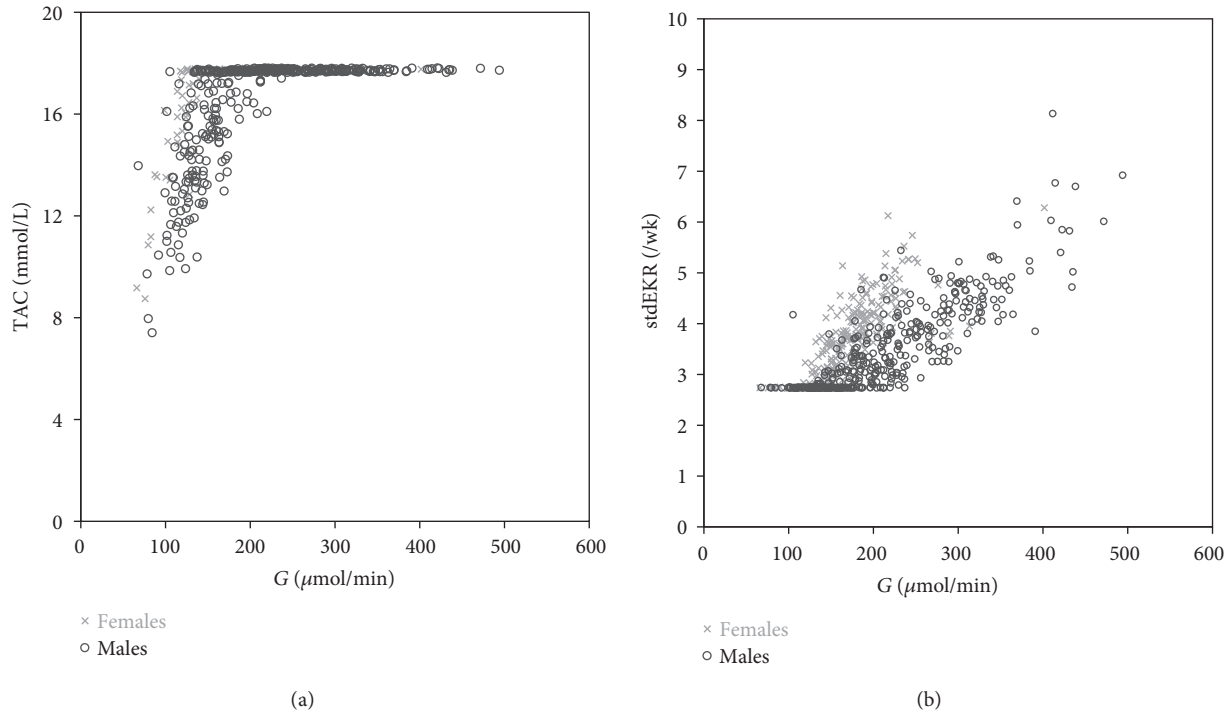 TAC (mmol/L)
20
16
12
8
4
0
0 100 200 300 400 500 600
G (μmol/min)
× Females
○ Males
(a)
stdEKR (/wk)
10
9
8
7
6
5
4
3
2
1
0
0 100 200 300 400 500 600
G (μmol/min)
× Females
○ Males
(b)